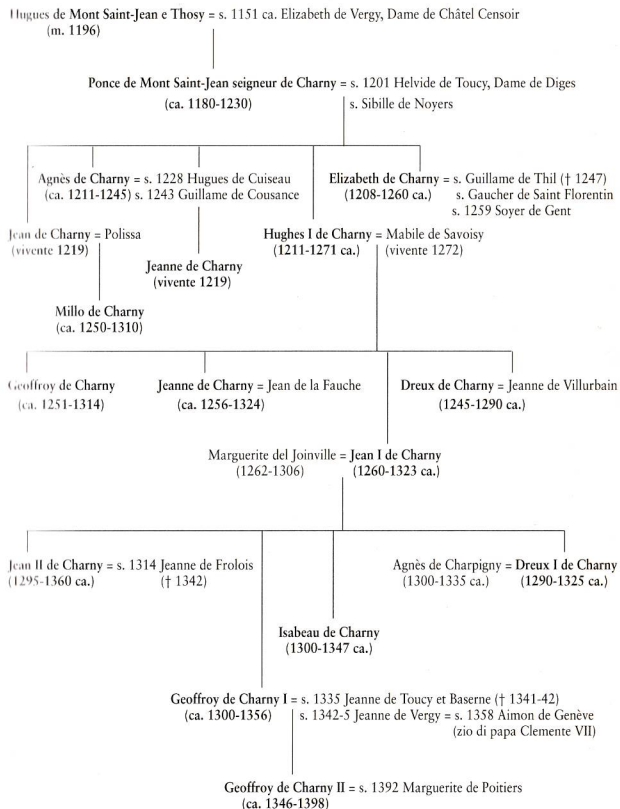 Hugues de Mont Saint-Jean e Thosy = s. 1151 ca. Elizabeth de Vergy, Dame de Châtel Censoir
(m. 1196)
Ponce de Mont Saint-Jean seigneur de Charny = s. 1201 Helvide de Toucy, Dame de Diges
(ca. 1180-1230) s. Sibille de Noyers
Agnès de Charny = s. 1228 Hugues de Cuiseau
(ca. 1211-1245) s. 1243 Guillame de Cousance
Elizabeth de Charny = s. Guillame de Thil († 1247)
(1208-1260 ca.) s. Gaucher de Saint Florentin
s. 1259 Soyer de Gent
Jean de Charny = Polissa
(vivente 1219)
Hughes I de Charny = Mabile de Savoisy
(1211-1271 ca.) (vivente 1272)
Jeanne de Charny
(vivente 1219)
Millo de Charny
(ca. 1250-1310)
Geoffroy de Charny
(ca. 1251-1314)
Jeanne de Charny = Jean de la Fauche
(ca. 1256-1324)
Dreux de Charny = Jeanne de Villurbain
(1245-1290 ca.)
Marguerite del Joinville = Jean I de Charny
(1262-1306) (1260-1323 ca.)
Jean II de Charny = s. 1314 Jeanne de Frolois
(1295-1360 ca.) († 1342)
Agnès de Charpigny = Dreux I de Charny
(1300-1335 ca.) (1290-1325 ca.)
Isabeau de Charny
(1300-1347 ca.)
Geoffroy de Charny I = s. 1335 Jeanne de Toucy et Baserne († 1341-42)
(ca. 1300-1356) s. 1342-5 Jeanne de Vergy = s. 1358 Aimon de Genève
(zio di papa Clemente VII)
Geoffroy de Charny II = s. 1392 Marguerite de Poitiers
(ca. 1346-1398)